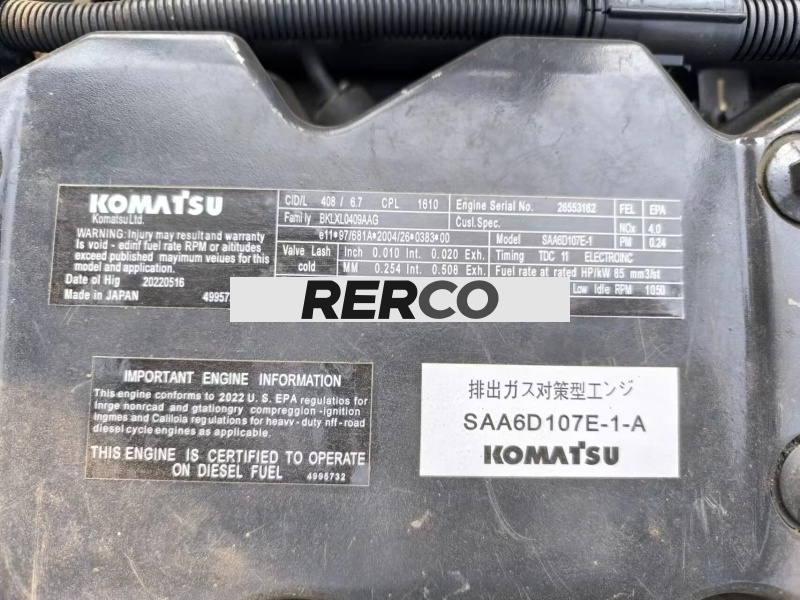 KOMATSU
Komatsu Ltd.
WARNING: Injury may result and warranty
Is void - edinf fuel rate RPM or aititudes
exceed published mayimum veiues for this
model and application.
Date of Hig 20220516
Made in JAPAN 49957
CID/L 408 / 6.7 CPL 1610
Engine Serial No. 26553162
FEL EPA
Family BKLXL0409AAG
Cusl.Spec.
NOx 4.0
e11*97/681A*2004/26*0383*00
Model SAA6D107E-1
PM 0.24
Valve Lash Inch 0.010 Int. 0.020 Exh.
Timing TDC 11 ELECTROINC
cold MM 0.254 Int. 0.508 Exh.
Fuel rate at rated HP/kW 85 mm3/st
Low Idle RPM 1050
RERCO
IMPORTANT ENGINE INFORMATION
This engine conforms to 2022 U. S. EPA regulatios for
Inrge nonrcad and gtationgry compreggion -ignition
Ingmes and Calilola regulations for heavv - duty nff - road
diesel cycle engines as applicable.
THIS ENGINE IS CERTIFIED TO OPERATE
ON DIESEL FUEL 4995732
排出ガス対策型エンジ
SAA6D107E-1-A
KOMATSU